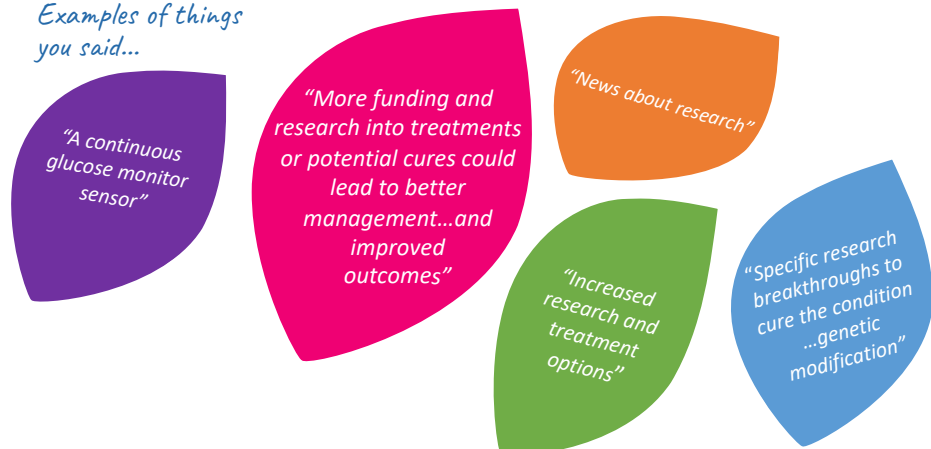 Examples of things
you said...
“A continuous
glucose monitor
sensor”
“More funding and
research into treatments
or potential cures could
lead to better
management...and
improved
outcomes”
“News about research”
“Increased
research and
treatment
options”
“Specific research
breakthroughs to
cure the condition
...genetic
modification”